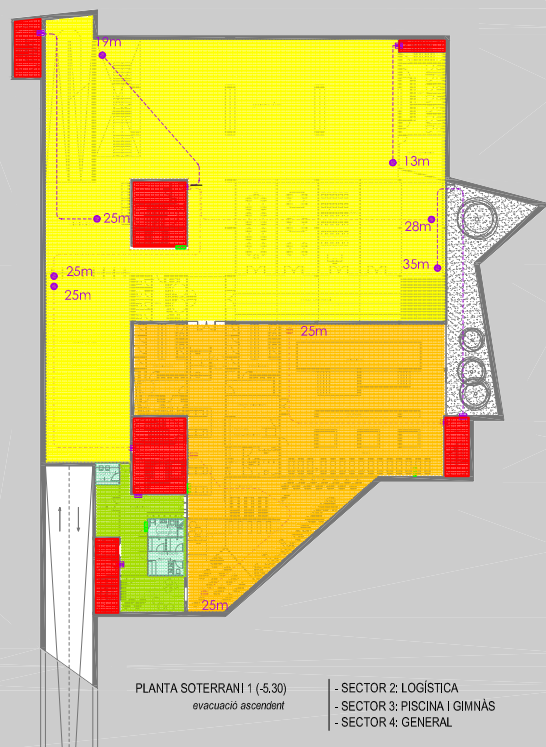 19m
13m
25m
28m
35m
25m
25m
25m
25m
PLANTA SOTERRANI 1 (-5.30)
evacuació ascendent
- SECTOR 2: LOGÍSTICA
- SECTOR 3: PISCINA I GIMNÀS
- SECTOR 4: GENERAL